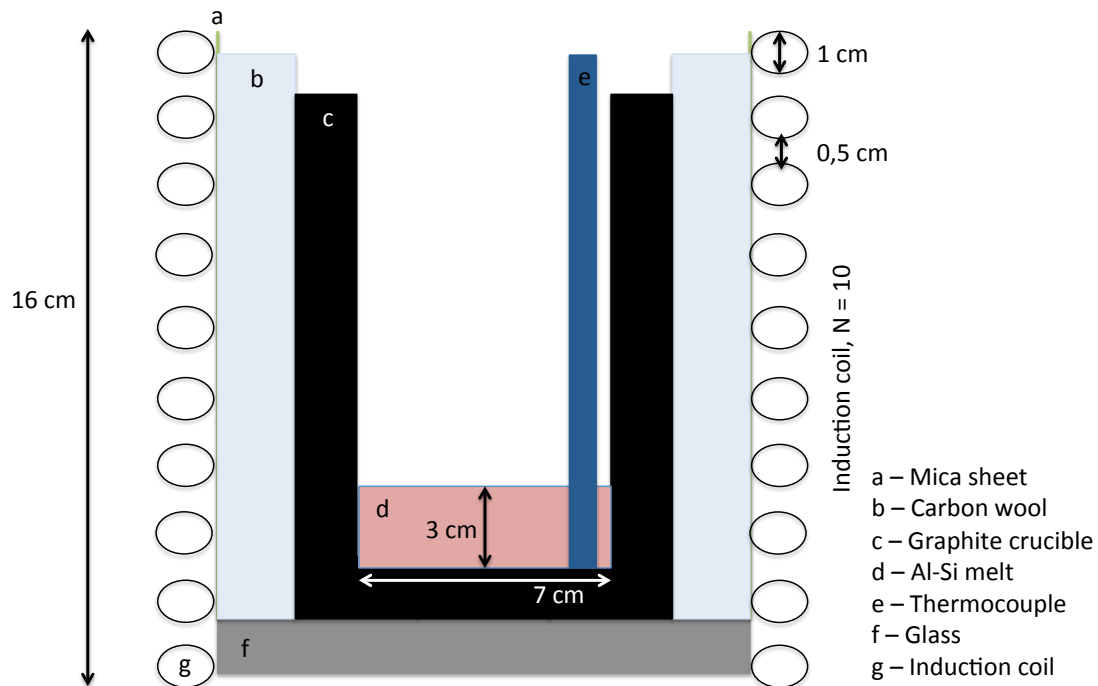 a
b
c
e
1 cm
0,5 cm
16 cm
Induction coil, N = 10
d
3 cm
7 cm
f
g
a – Mica sheet
b – Carbon wool
c – Graphite crucible
d – Al-Si melt
e – Thermocouple
f – Glass
g – Induction coil